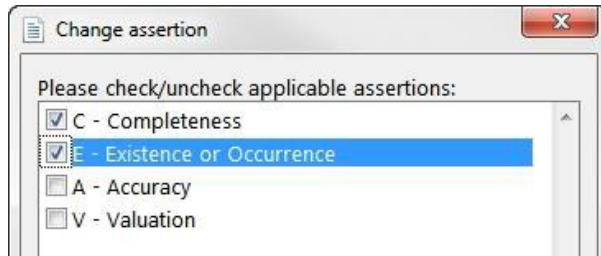 Change assertion
Please check/uncheck applicable assertions:
C - Completeness
E - Existence or Occurrence
A - Accuracy
V - Valuation